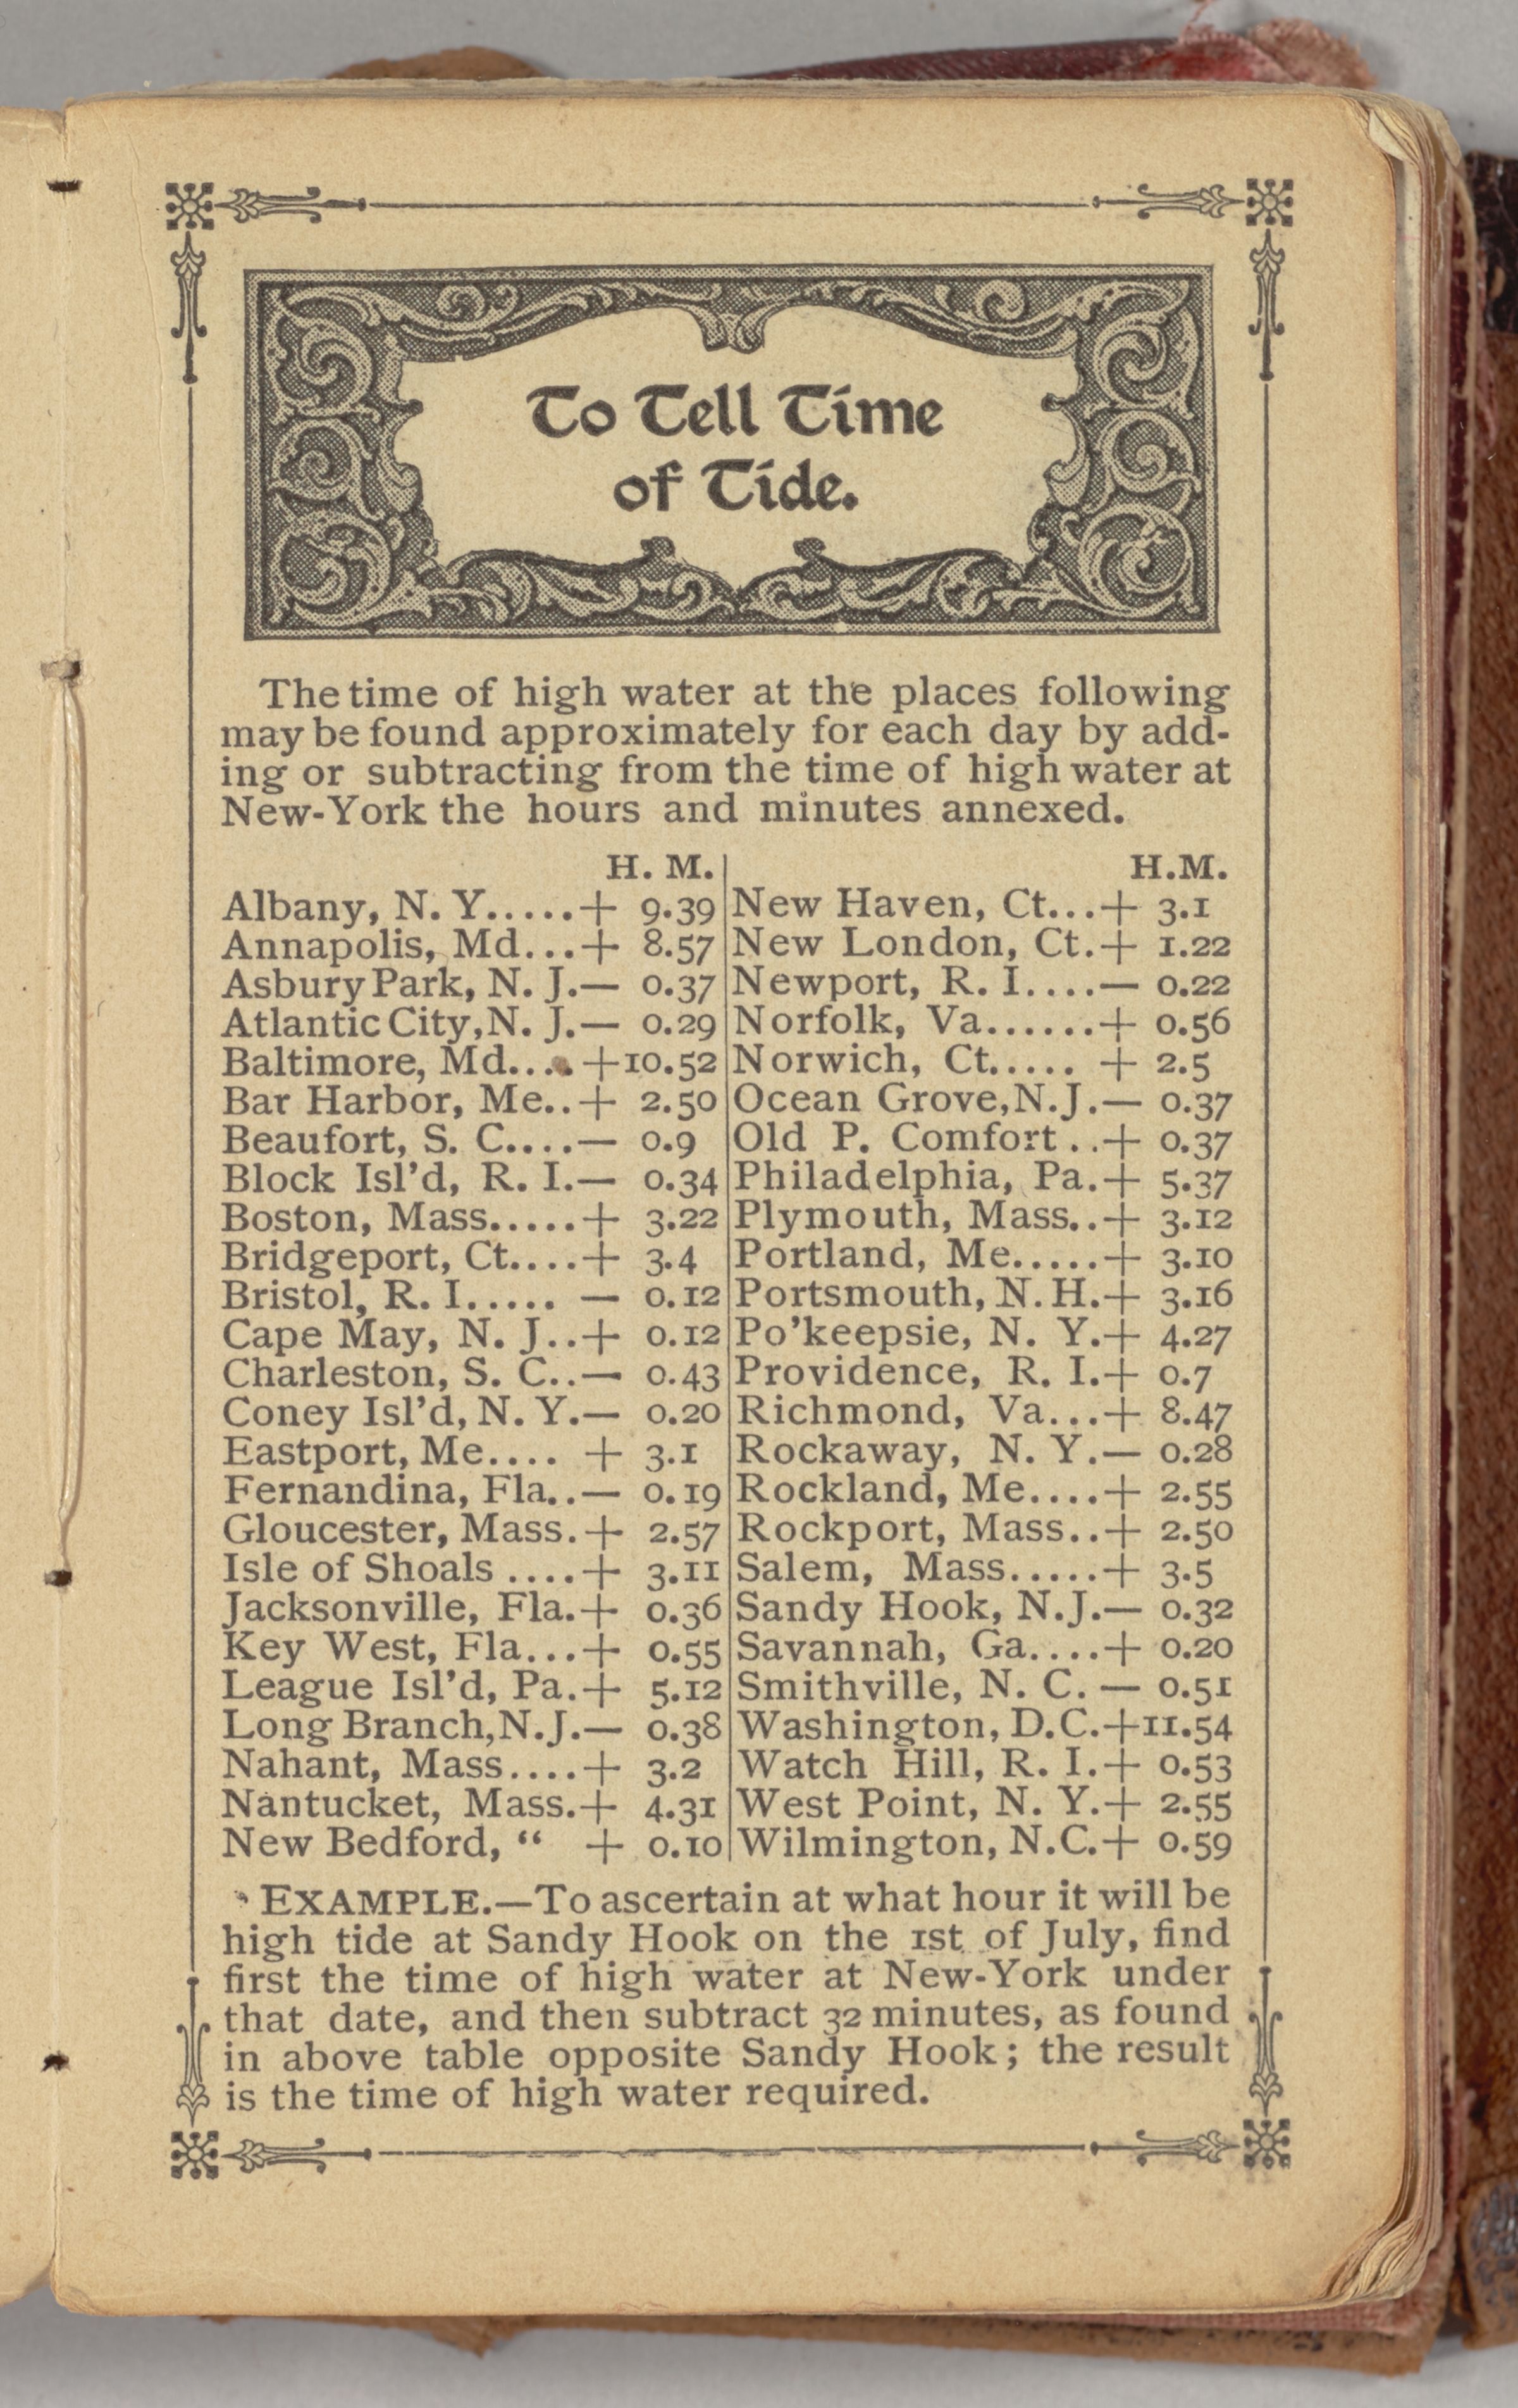 To Tell Time
of Tide.
The time of high water at the places following
may be found approximately for each day by add-
ing or subtracting from the time of high water at
New-York the hours and minutes annexed.
H. M.
Albany, N. Y.....+ 9.39
Annapolis, Md...+ 8.57
Asbury Park, N. J.— 0.37
Atlantic City, N. J.— 0.29
Baltimore, Md.... +10.52
Bar Harbor, Me..+ 2.50
Beaufort, S. C....— 0.9
Block Isl'd, R. I.— 0.34
Boston, Mass.....+ 3.22
Bridgeport, Ct....+ 3.4
Bristol, R. I..... — 0.12
Cape May, N. J..+ 0.12
Charleston, S. C..— 0.43
Coney Isl'd, N. Y.— 0.20
Eastport, Me.... + 3.1
Fernandina, Fla..— 0.19
Gloucester, Mass.+ 2.57
Isle of Shoals ....+ 3.11
Jacksonville, Fla.+ 0.36
Key West, Fla...+ 0.55
League Isl'd, Pa.+ 5.12
Long Branch, N.J.— 0.38
Nahant, Mass....+ 3.2
Nantucket, Mass.+ 4.31
New Bedford, “ + 0.10
H.M.
New Haven, Ct...+ 3.1
New London, Ct.+ 1.22
Newport, R. I....— 0.22
Norfolk, Va......+ 0.56
Norwich, Ct..... + 2.5
Ocean Grove, N.J.— 0.37
Old P. Comfort ..+ 0.37
Philadelphia, Pa.+ 5.37
Plymouth, Mass..+ 3.12
Portland, Me.....+ 3.10
Portsmouth, N. H.+ 3.16
Po'keepsie, N. Y.+ 4.27
Providence, R. I.+ 0.7
Richmond, Va...+ 8.47
Rockaway, N. Y.— 0.28
Rockland, Me....+ 2.55
Rockport, Mass..+ 2.50
Salem, Mass.....+ 3.5
Sandy Hook, N.J.— 0.32
Savannah, Ga....+ 0.20
Smithville, N. C. — 0.51
Washington, D.C.+11.54
Watch Hill, R. I.+ 0.53
West Point, N. Y.+ 2.55
Wilmington, N.C.+ 0.59
EXAMPLE.—To ascertain at what hour it will be
high tide at Sandy Hook on the 1st of July, find
first the time of high water at New-York under
that date, and then subtract 32 minutes, as found
in above table opposite Sandy Hook; the result
is the time of high water required.